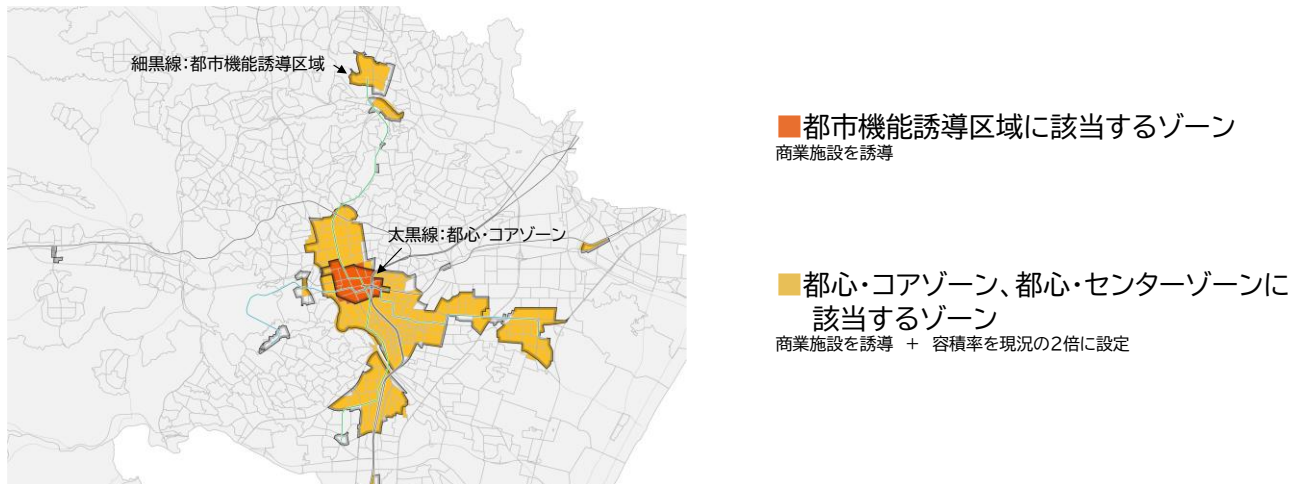 細黒線：都市機能誘導区域
太黒線：都心・コアゾーン
■都市機能誘導区域に該当するゾーン
商業施設を誘導
■都心・コアゾーン、都心・センターゾーンに
該当するゾーン
商業施設を誘導　＋　容積率を現況の2倍に設定